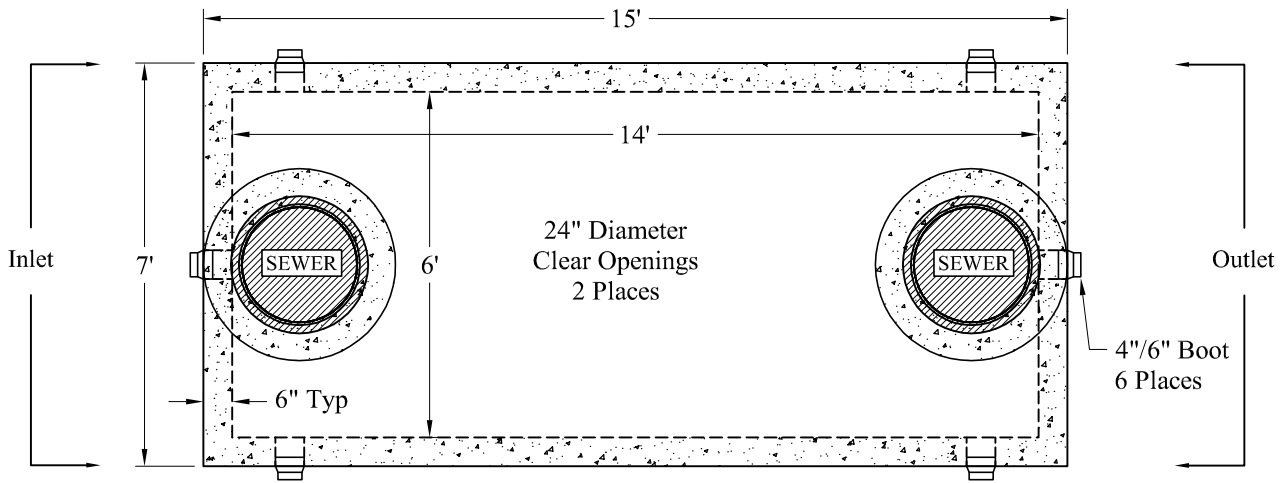 15'
14'
24" Diameter
Clear Openings
2 Places
Inlet
7'
SEWER
6'
SEWER
Outlet
4"/6" Boot
6 Places
6" Typ